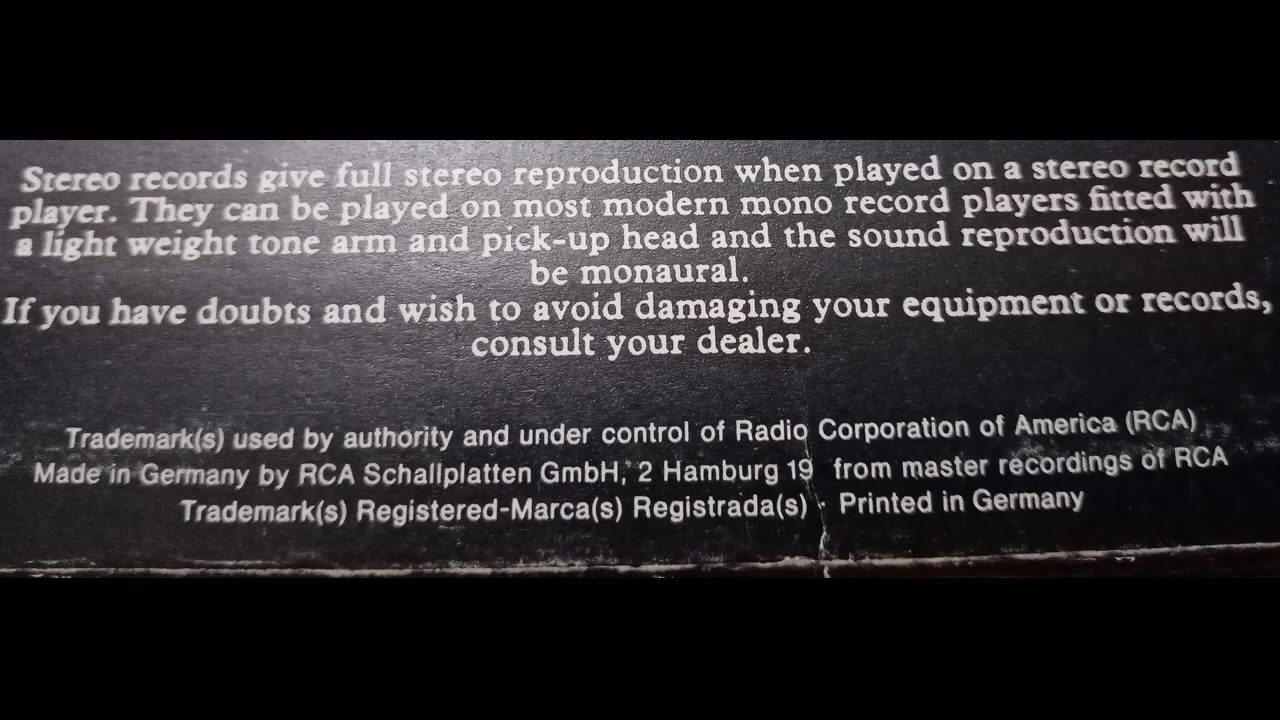 Stereo records give full stereo reproduction when played on a stereo record
player. They can be played on most modern mono record players fitted with
a light weight tone arm and pick-up head and the sound reproduction will
be monaural.
If you have doubts and wish to avoid damaging your equipment or records,
consult your dealer.
Trademark(s) used by authority and under control of Radio Corporation of America (RCA)
Made in Germany by RCA Schallplatten GmbH, 2 Hamburg 19 from master recordings of RCA
Trademark(s) Registered-Marca(s) Registrada(s) · Printed in Germany